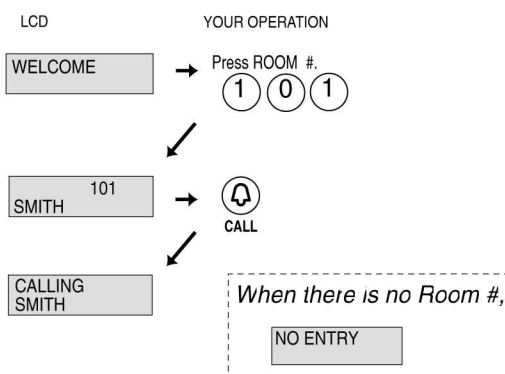 LCD YOUR OPERATION
WELCOME
Press ROOM #.
1 0 1
101
SMITH
CALL
CALLING
SMITH
When there is no Room #,
NO ENTRY